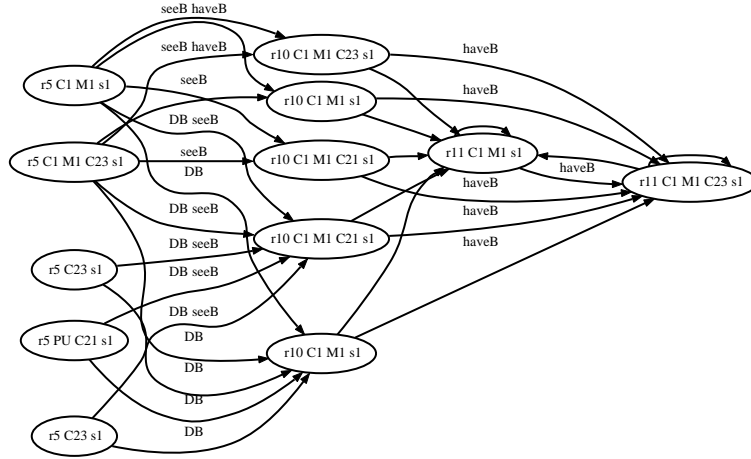 seeB haveB
r10 C1 M1 C23 s1
seeB haveB
haveB
r5 C1 M1 s1
seeB
r10 C1 M1 s1
haveB
DB seeB
r5 C1 M1 C23 s1
seeB
r10 C1 M1 C21 s1
r11 C1 M1 s1
DB
haveB
r11 C1 M1 C23 s1
haveB
DB seeB
haveB
r10 C1 M1 C21 s1
DB seeB
haveB
r5 C23 s1
DB seeB
DB seeB
r5 PU C21 s1
DB
r10 C1 M1 s1
DB
DB
r5 C23 s1
DB